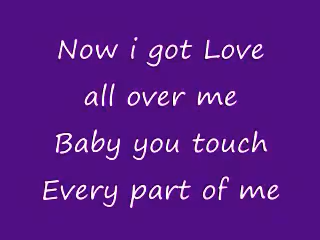 Now i got Love
all over me
Baby you touch
Every part of me